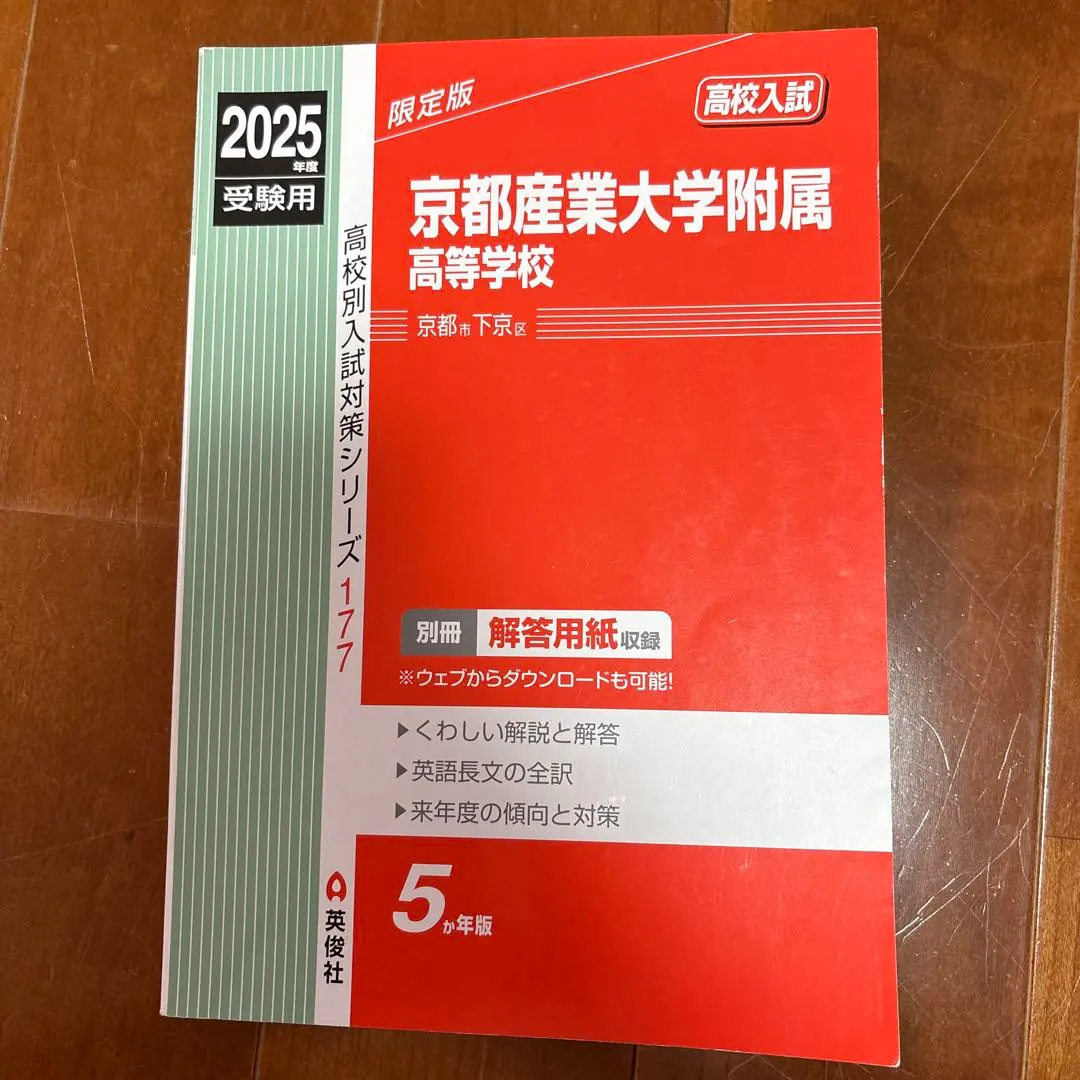 2025
年度
受験用
限定版
高校入試
京都産業大学附属
高等学校
京都市下京区
高校別入試対策シリーズ177
別冊 解答用紙収録
※ウェブからダウンロードも可能!
▶くわしい解説と解答
▶英語長文の全訳
▶来年度の傾向と対策
5か年版
英俊社